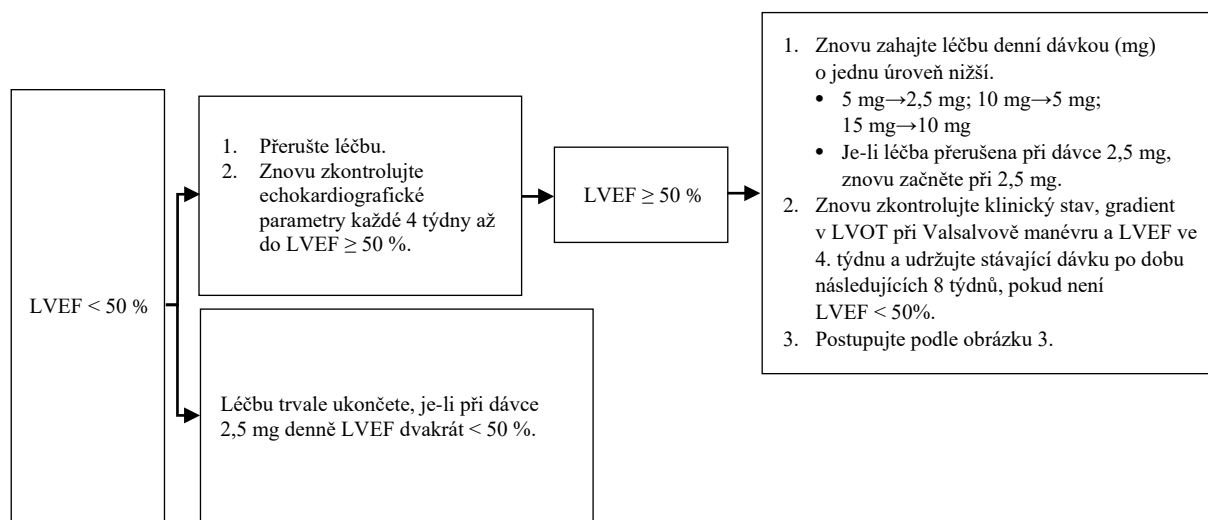 LVEF < 50 %
1. Přerušte léčbu.
2. Znovu zkontrolujte
echokardiografické
parametry každé 4 týdny až
do LVEF ≥ 50 %.
Léčbu trvale ukončete, je-li při dávce
2,5 mg denně LVEF dvakrát < 50 %.
LVEF ≥ 50 %
1. Znovu zahajte léčbu denní dávkou (mg)
o jednu úroveň nižší.
• 5 mg→2,5 mg; 10 mg→5 mg;
15 mg→10 mg
• Je-li léčba přerušena při dávce 2,5 mg,
znovu začněte při 2,5 mg.
2. Znovu zkontrolujte klinický stav, gradient
v LVOT při Valsalvově manévru a LVEF ve
4. týdnu a udržujte stávající dávku po dobu
následujících 8 týdnů, pokud není
LVEF < 50%.
3. Postupujte podle obrázku 3.